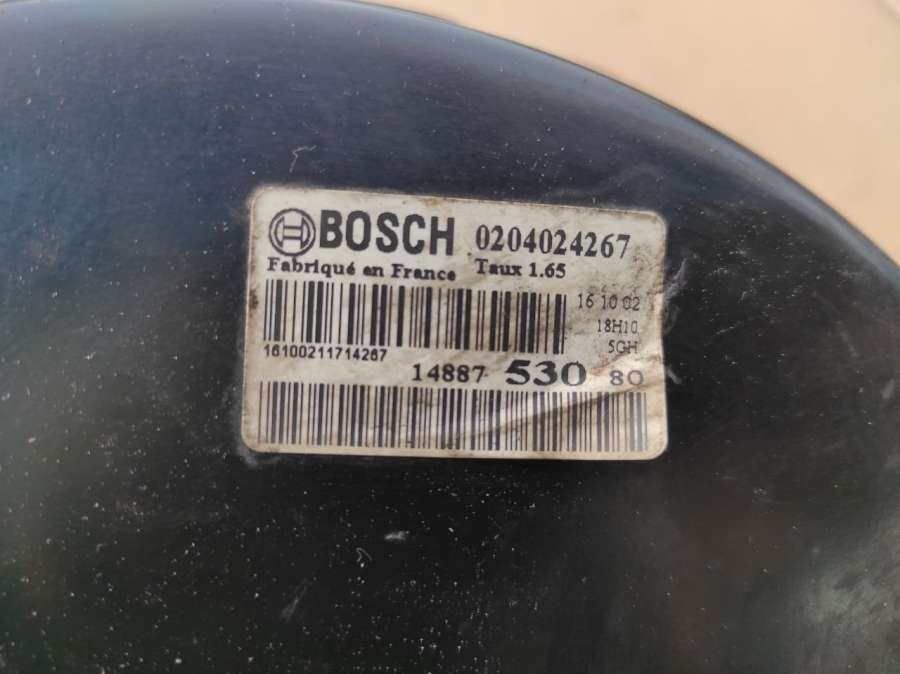 BOSCH 0204024267
Fabriqué en France Taux 1.65
16 10 02
18H10
5GH
16100211714267
14887 530 80